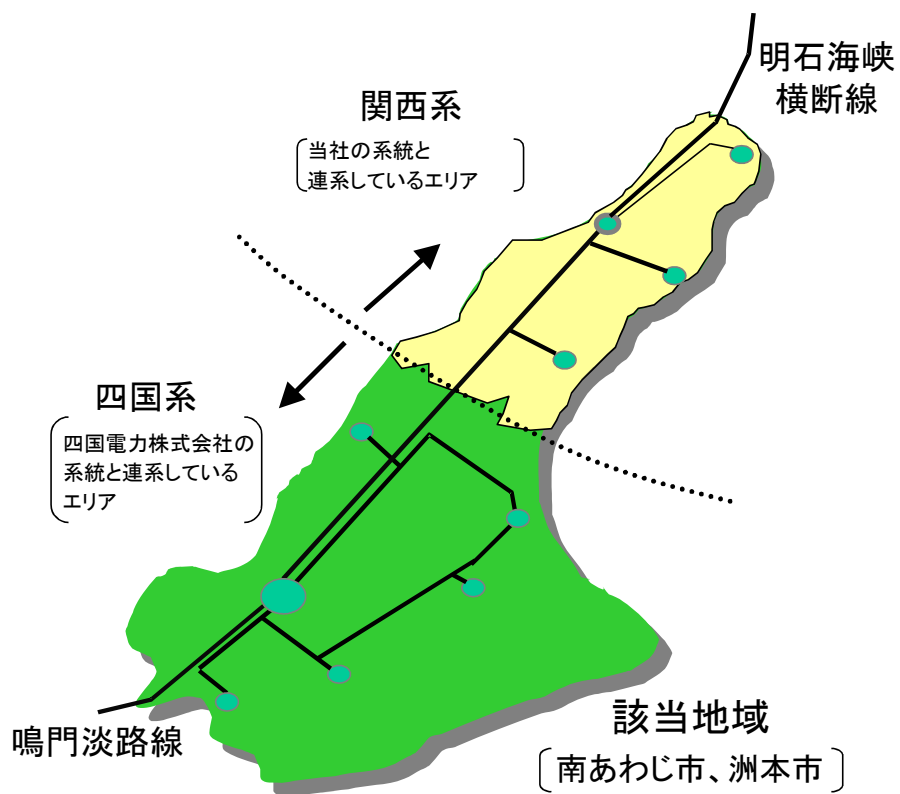 明石海峡
横断線
関西系
当社の系統と
連系しているエリア
四国系
四国電力株式会社の
系統と連系している
エリア
鳴門淡路線
該当地域
南あわじ市、洲本市